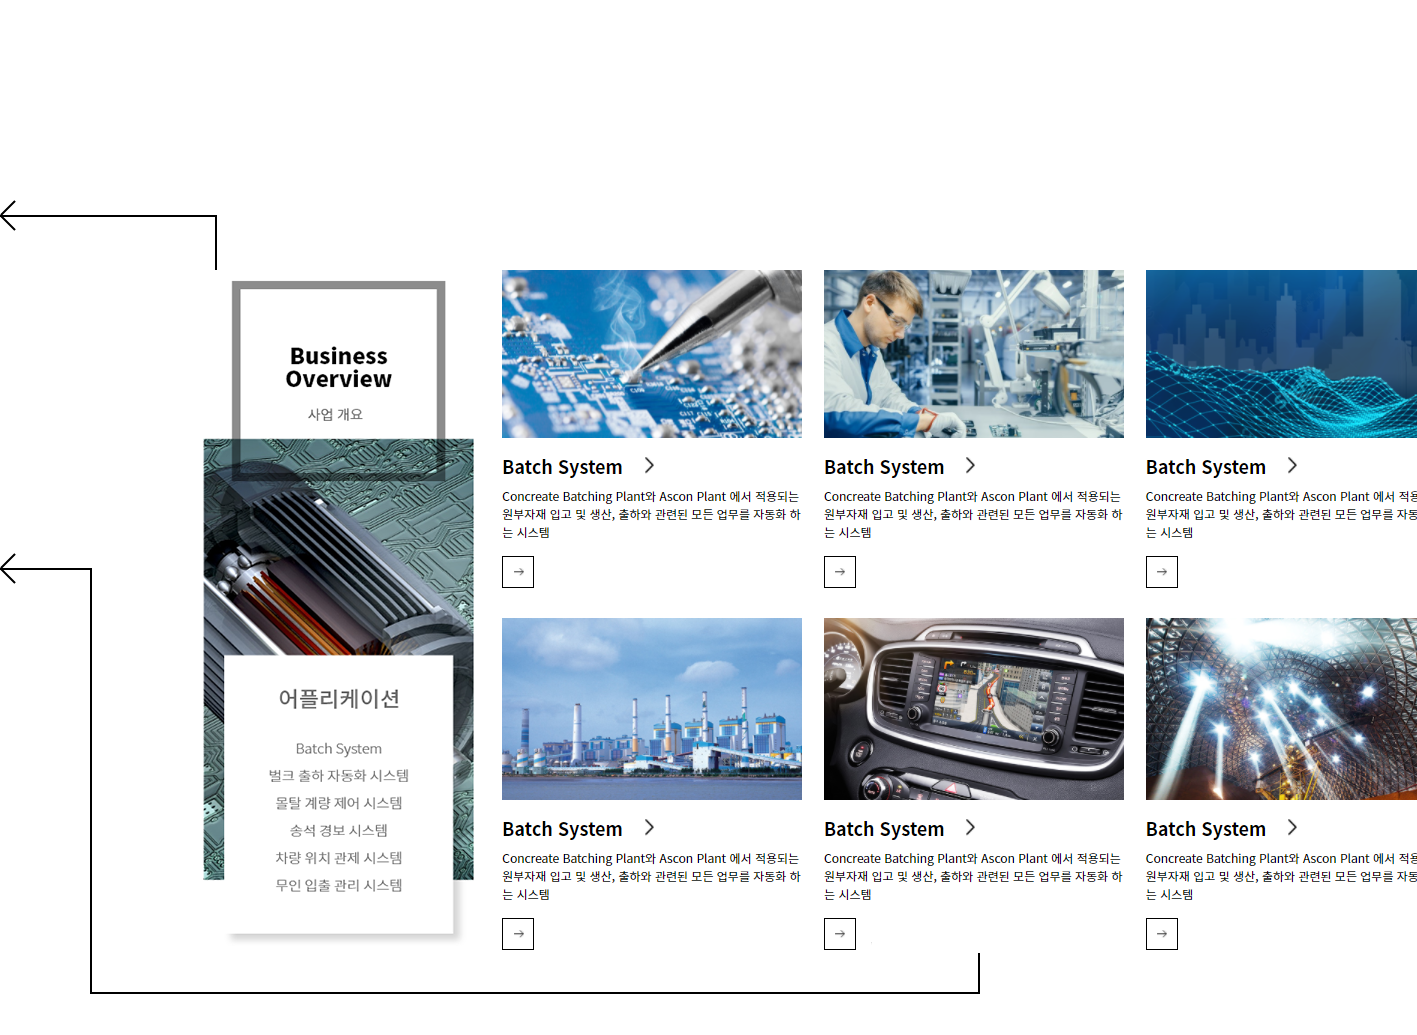 Business
Overview
사업 개요
어플리케이션
Batch System
벌크 출하 자동화 시스템
몰탈 계량 제어 시스템
송석 경보 시스템
차량 위치 관제 시스템
무인 입출 관리 시스템
Batch System
Concreate Batching Plant와 Ascon Plant 에서 적용되는
원부자재 입고 및 생산, 출하와 관련된 모든 업무를 자동화 하
는 시스템
Batch System
Concreate Batching Plant와 Ascon Plant 에서 적용되는
원부자재 입고 및 생산, 출하와 관련된 모든 업무를 자동화 하
는 시스템
Batch System
Concreate Batching Plant와 Ascon Plant 에서 적용
원부자재 입고 및 생산, 출하와 관련된 모든 업무를 자동
는 시스템
Batch System
Concreate Batching Plant와 Ascon Plant 에서 적용되는
원부자재 입고 및 생산, 출하와 관련된 모든 업무를 자동화 하
는 시스템
Batch System
Concreate Batching Plant와 Ascon Plant 에서 적용되는
원부자재 입고 및 생산, 출하와 관련된 모든 업무를 자동화 하
는 시스템
Batch System
Concreate Batching Plant와 Ascon Plant 에서 적용
원부자재 입고 및 생산, 출하와 관련된 모든 업무를 자동
는 시스템